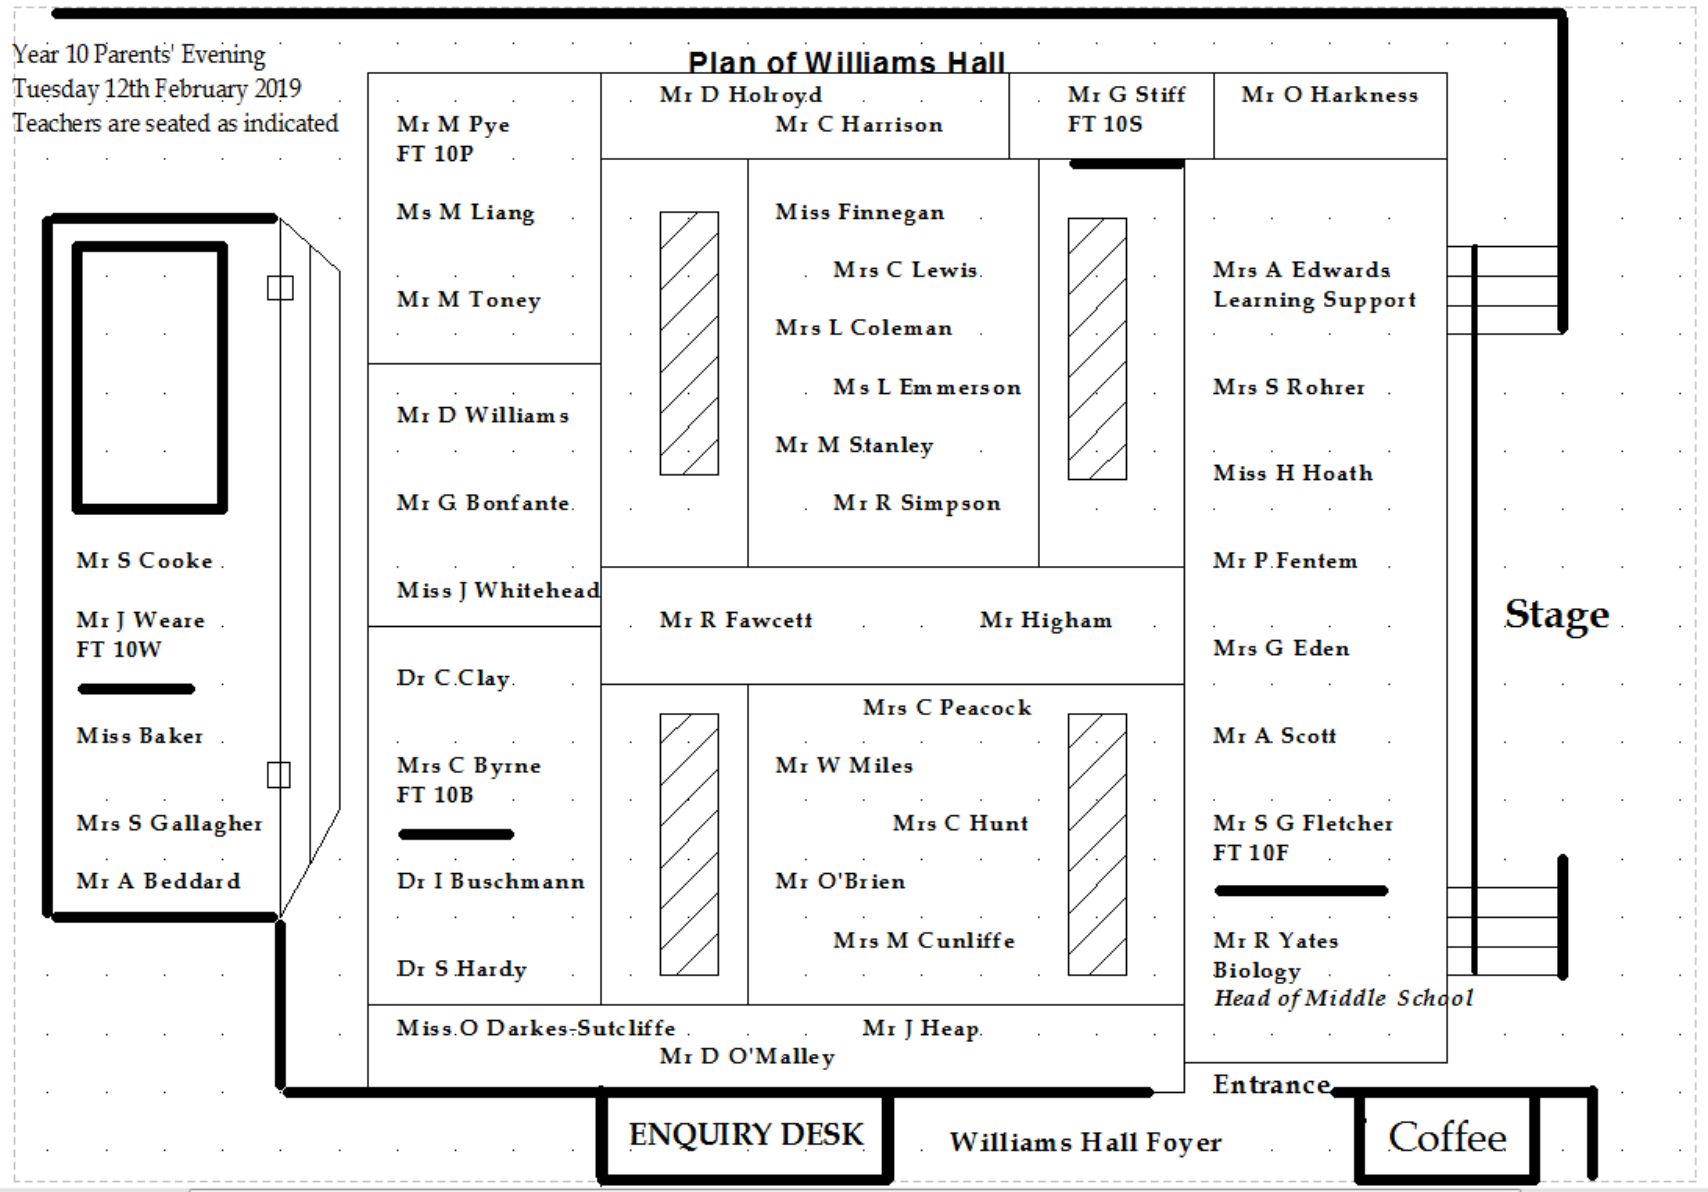 Plan of Williams Hall
Year 10 Parents' Evening
Tuesday 12th February 2019
Teachers are seated as indicated
Mr D Holroyd
Mr C Harrison
Mr G Stiff
FT 10S
Mr O Harkness
Mr M Pye
FT 10P
Ms M Liang
Mr M Toney
Mr D Williams
Mr G Bonfante
Miss J Whitehead
Dr C Clay
Mrs C Byrne
FT 10B
Dr I Buschmann
Dr S Hardy
Miss Finnegan
Mrs C Lewis
Mrs L Coleman
Ms L Emmerson
Mr M Stanley
Mr R Simpson
Mr R Fawcett
Mr Higham
Mrs C Peacock
Mr W Miles
Mrs C Hunt
Mr O'Brien
Mrs M Cunliffe
Mrs A Edwards
Learning Support
Mrs S Rohrer
Miss H Hoath
Mr P Fentem
Mrs G Eden
Mr A Scott
Mr S G Fletcher
FT 10F
Mr R Yates
Biology
Head of Middle School
Stage
Mr S Cooke
Mr J Weare
FT 10W
Miss Baker
Mrs S Gallagher
Mr A Beddard
Miss O Darkes-Sutcliffe
Mr J Heap
Mr D O'Malley
Entrance
ENQUIRY DESK
Williams Hall Foyer
Coffee